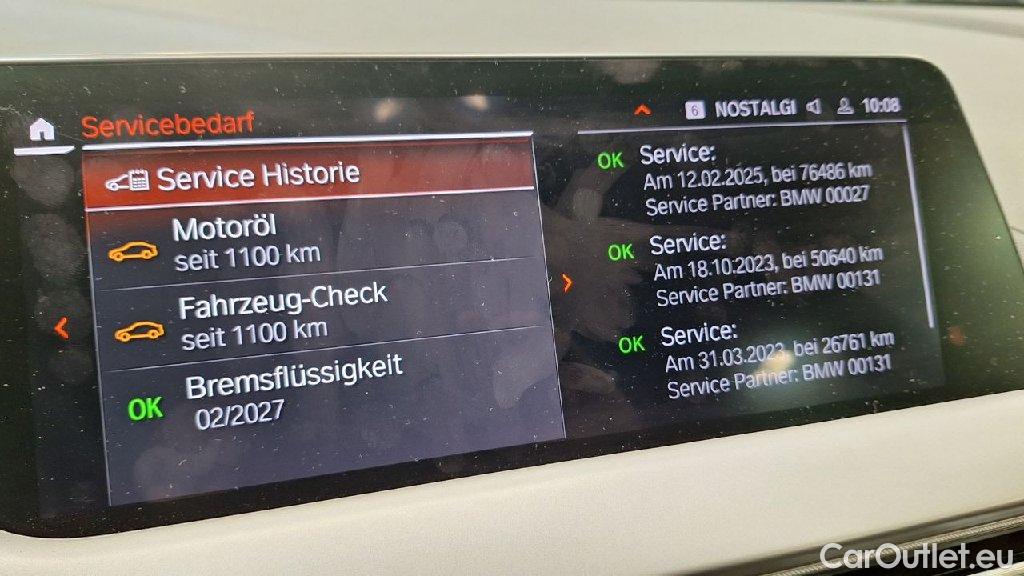 Servicebedarf
6 NOSTALGI 10:08
Service Historie
Motoröl
seit 1100 km
Fahrzeug-Check
seit 1100 km
OK Bremsflüssigkeit
02/2027
OK Service:
Am 12.02.2025, bei 76486 km
Service Partner: BMW 00027
OK Service:
Am 18.10.2023, bei 50640 km
Service Partner: BMW 00131
OK Service:
Am 31.03.2023, bei 26761 km
Service Partner: BMW 00131
CarOutlet.eu